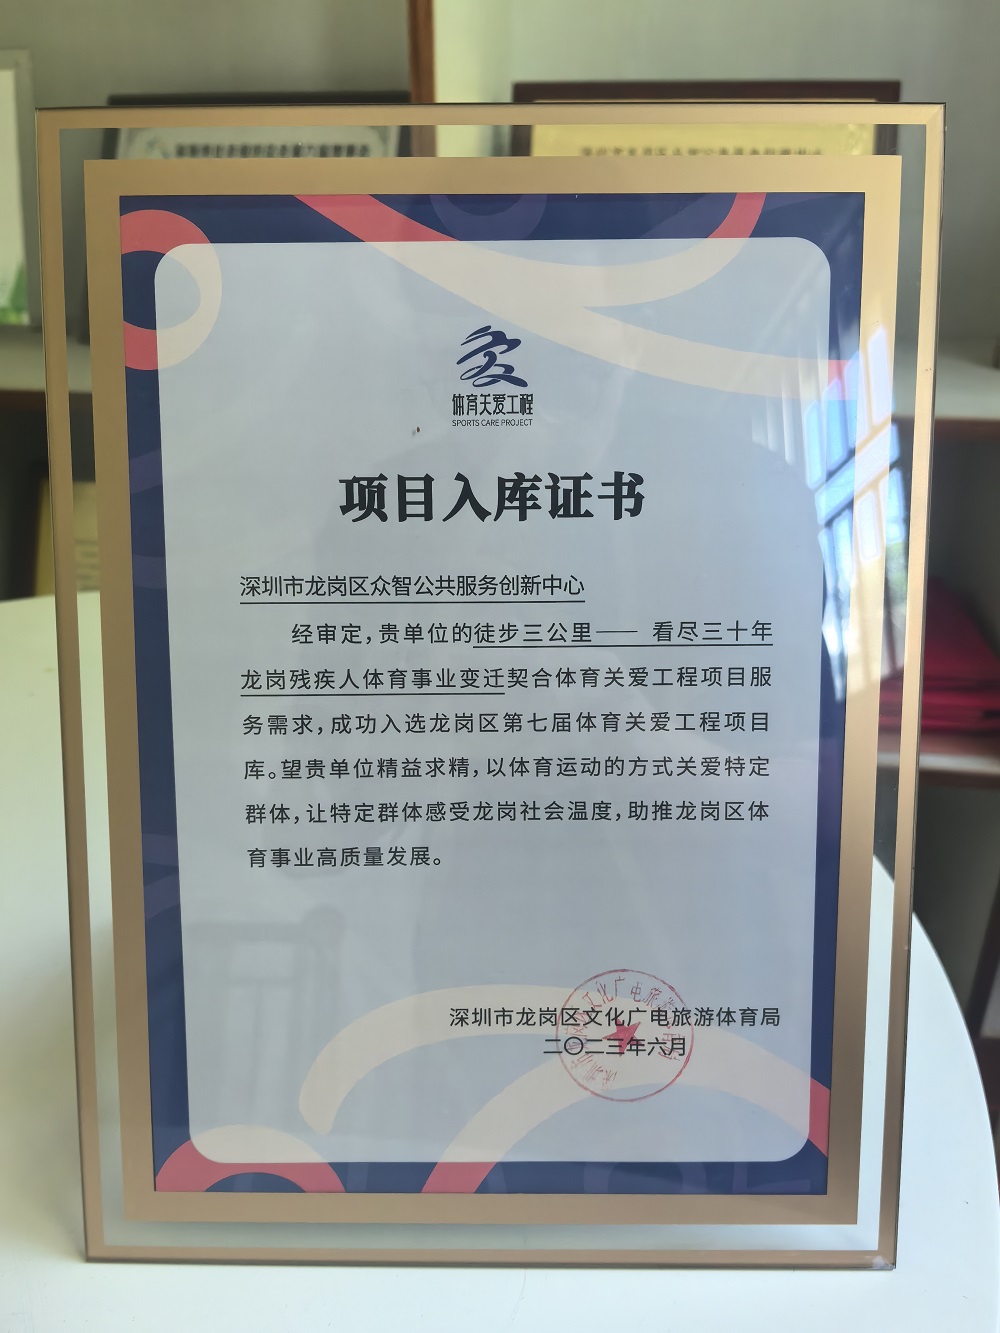 体育关爱工程
SPORTS CARE PROJECT
项目入库证书
深圳市龙岗区众智公共服务创新中心
经审定，贵单位的徒步三公里—— 看尽三十年
龙岗残疾人体育事业变迁契合体育关爱工程项目服
务需求，成功入选龙岗区第七届体育关爱工程项目
库。望贵单位精益求精，以体育运动的方式关爱特定
群体，让特定群体感受龙岗社会温度，助推龙岗区体
育事业高质量发展。
深圳市龙岗区文化广电旅游体育局
二〇二三年六月